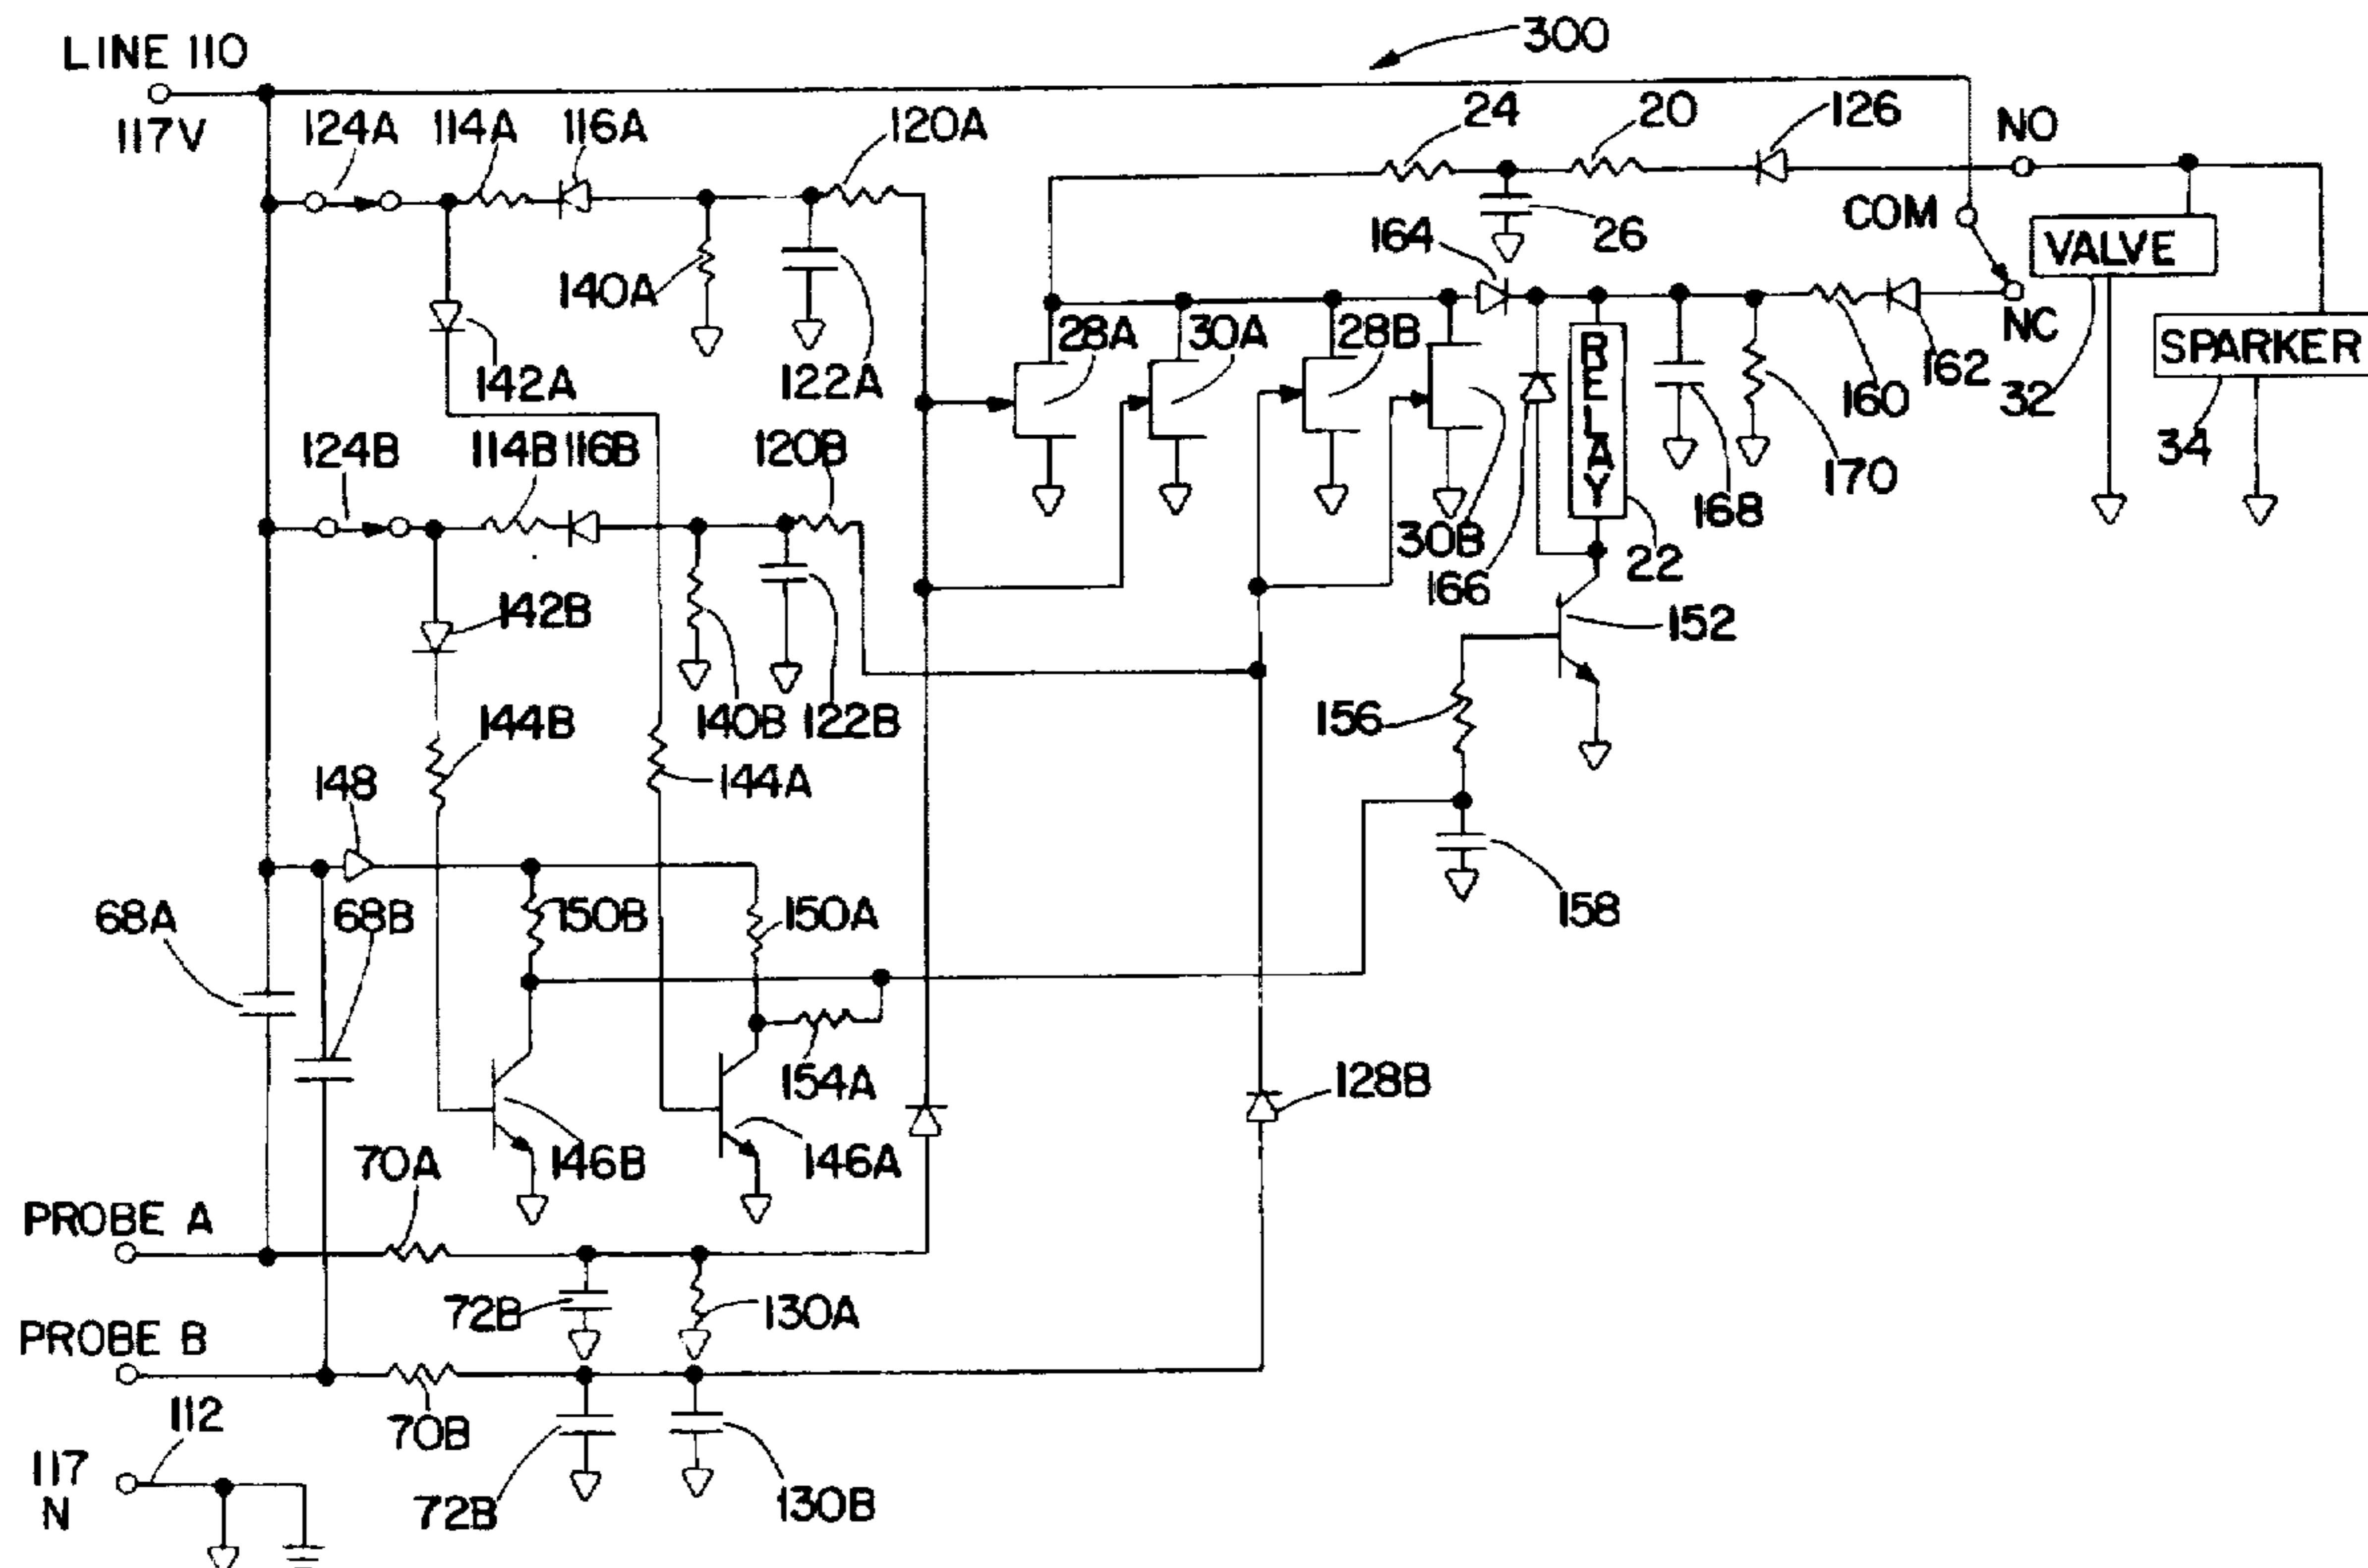 300
LINE 110
117V
124A
114A
116A
120A
24
20
126
NO
COM
140A
122A
164
26
VALVE
142A
28A
30A
28B
NC
SPARKER
RELAY
162
160
32
34
124B
114B
116B
120B
170
168
30B
166
22
142B
152
140B
122B
144B
144A
156
148
68A
68B
150B
150A
158
154A
128B
70A
146B
146A
PROBE A
72B
130A
PROBE B
112
70B
117
N
72B
130B